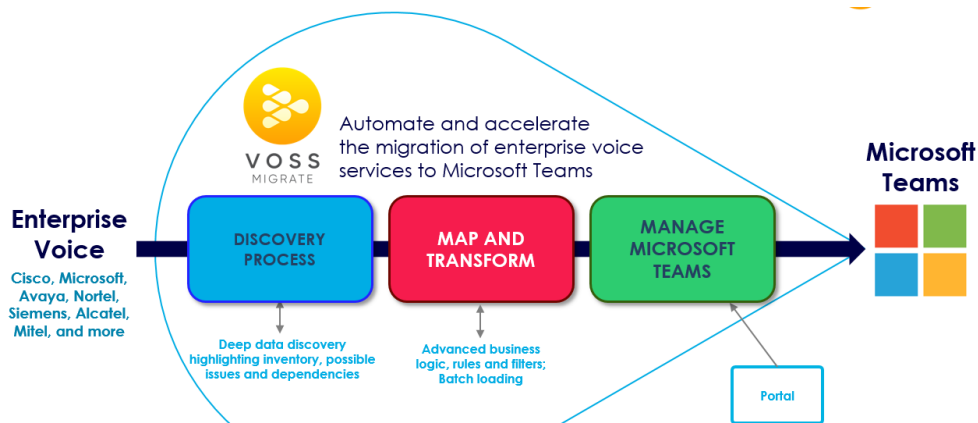 VOSS
MIGRATE
Automate and accelerate
the migration of enterprise voice
services to Microsoft Teams
Enterprise
Voice
Cisco, Microsoft,
Avaya, Nortel,
Siemens, Alcatel,
Mitel, and more
DISCOVERY
PROCESS
MAP AND
TRANSFORM
MANAGE
MICROSOFT
TEAMS
Microsoft
Teams
Deep data discovery
highlighting inventory, possible
issues and dependencies
Advanced business
logic, rules and filters;
Batch loading
Portal